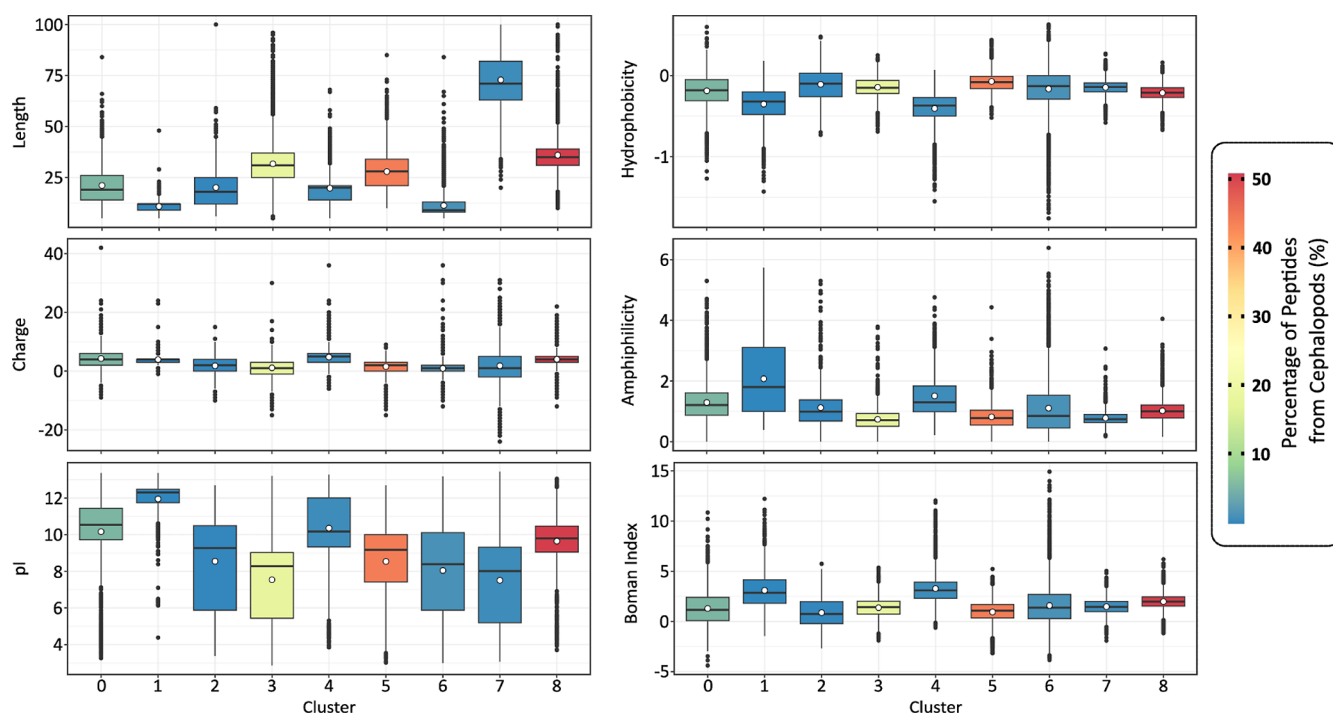 Length
100
75
50
25
Charge
40
20
0
-20
pI
12
10
8
6
4
0 1 2 3 4 5 6 7 8
Cluster
Hydrophobicity
0
-1
Amphiphilicity
6
4
2
0
Boman Index
15
10
5
0
-5
0 1 2 3 4 5 6 7 8
Cluster
50
40
30
20
10
Percentage of Peptides
from Cephalopods (%)